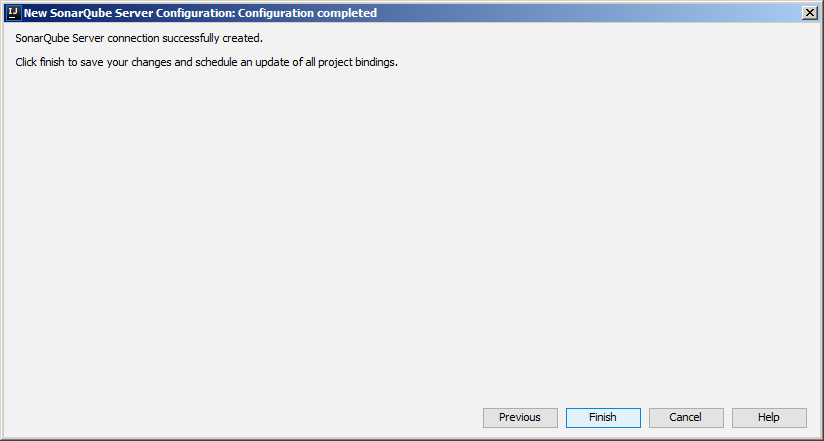 IJ New SonarQube Server Configuration: Configuration completed
SonarQube Server connection successfully created.
Click finish to save your changes and schedule an update of all project bindings.
Previous Finish Cancel Help